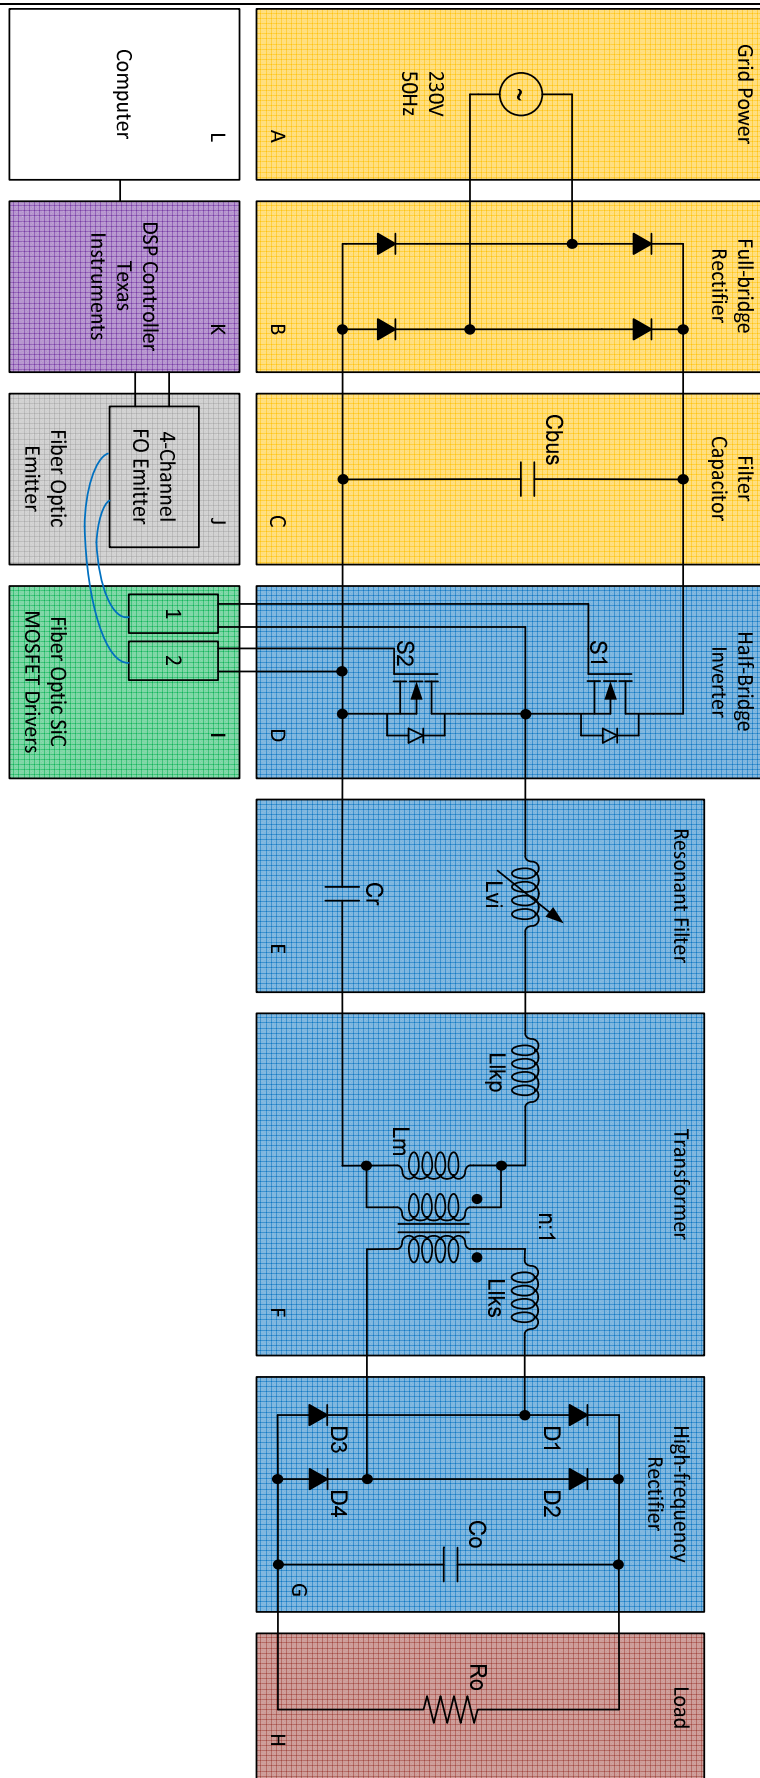 Grid Power
230V
50Hz
~
A
Full-bridge
Rectifier
B
Filter
Capacitor
Cbus
C
Half-Bridge
Inverter
S1
S2
D
Resonant Filter
Lvi
Cr
E
Transformer
Llkp
Lm
n:1
Llks
F
High-frequency
Rectifier
D1
D2
D3
D4
Co
G
Load
Ro
H
L
Computer
DSP Controller
Texas
Instruments
K
4-Channel
FO Emitter
J
Fiber Optic
Emitter
1
2
Fiber Optic SiC
MOSFET Drivers
I